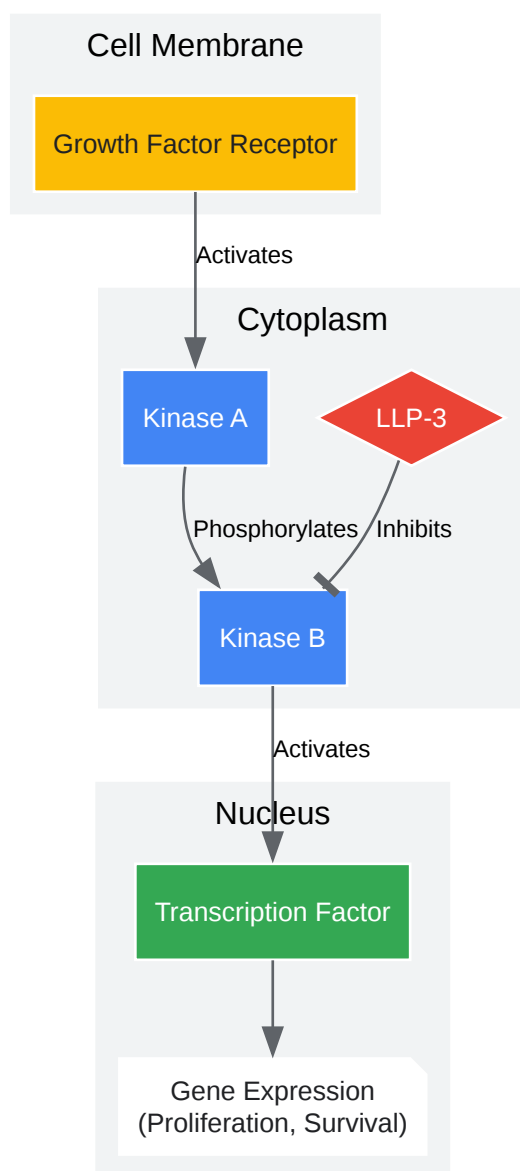 Cell Membrane
Growth Factor Receptor
Activates
Cytoplasm
Kinase A
LLP-3
Phosphorylates
Inhibits
Kinase B
Activates
Nucleus
Transcription Factor
Gene Expression
(Proliferation, Survival)